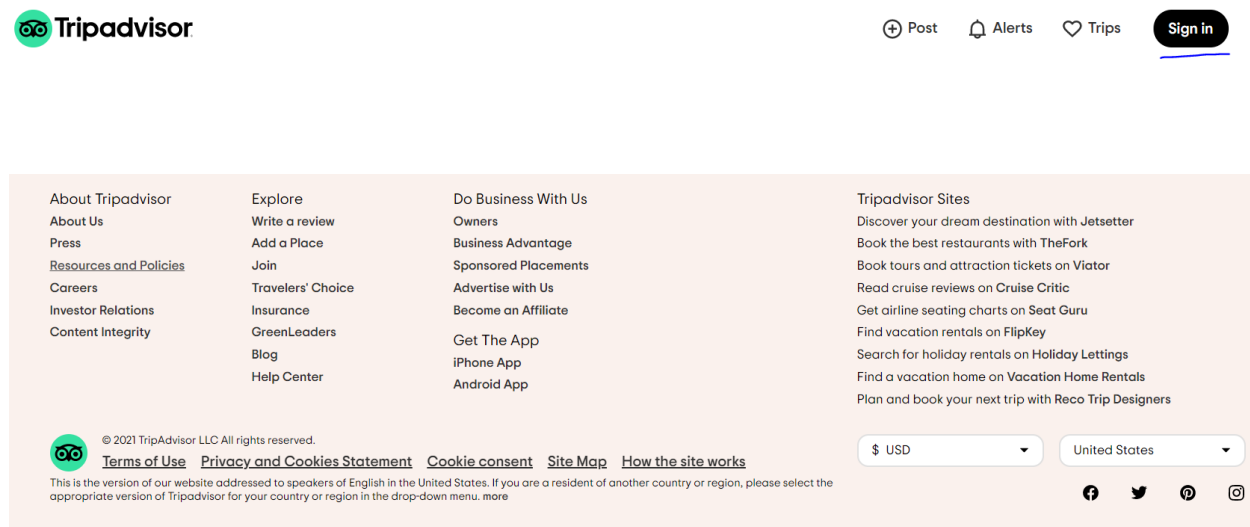 Tripadvisor
Post
Alerts
Trips
Sign in
About Tripadvisor
About Us
Press
Resources and Policies
Careers
Investor Relations
Content Integrity
Explore
Write a review
Add a Place
Join
Travelers' Choice
Insurance
GreenLeaders
Blog
Help Center
Do Business With Us
Owners
Business Advantage
Sponsored Placements
Advertise with Us
Become an Affiliate
Get The App
iPhone App
Android App
Tripadvisor Sites
Discover your dream destination with Jetsetter
Book the best restaurants with TheFork
Book tours and attraction tickets on Viator
Read cruise reviews on Cruise Critic
Get airline seating charts on Seat Guru
Find vacation rentals on FlipKey
Search for holiday rentals on Holiday Lettings
Find a vacation home on Vacation Home Rentals
Plan and book your next trip with Reco Trip Designers
© 2021 TripAdvisor LLC All rights reserved.
Terms of Use Privacy and Cookies Statement Cookie consent Site Map How the site works
This is the version of our website addressed to speakers of English in the United States. If you are a resident of another country or region, please select the
appropriate version of Tripadvisor for your country or region in the drop-down menu. more
$ USD
United States